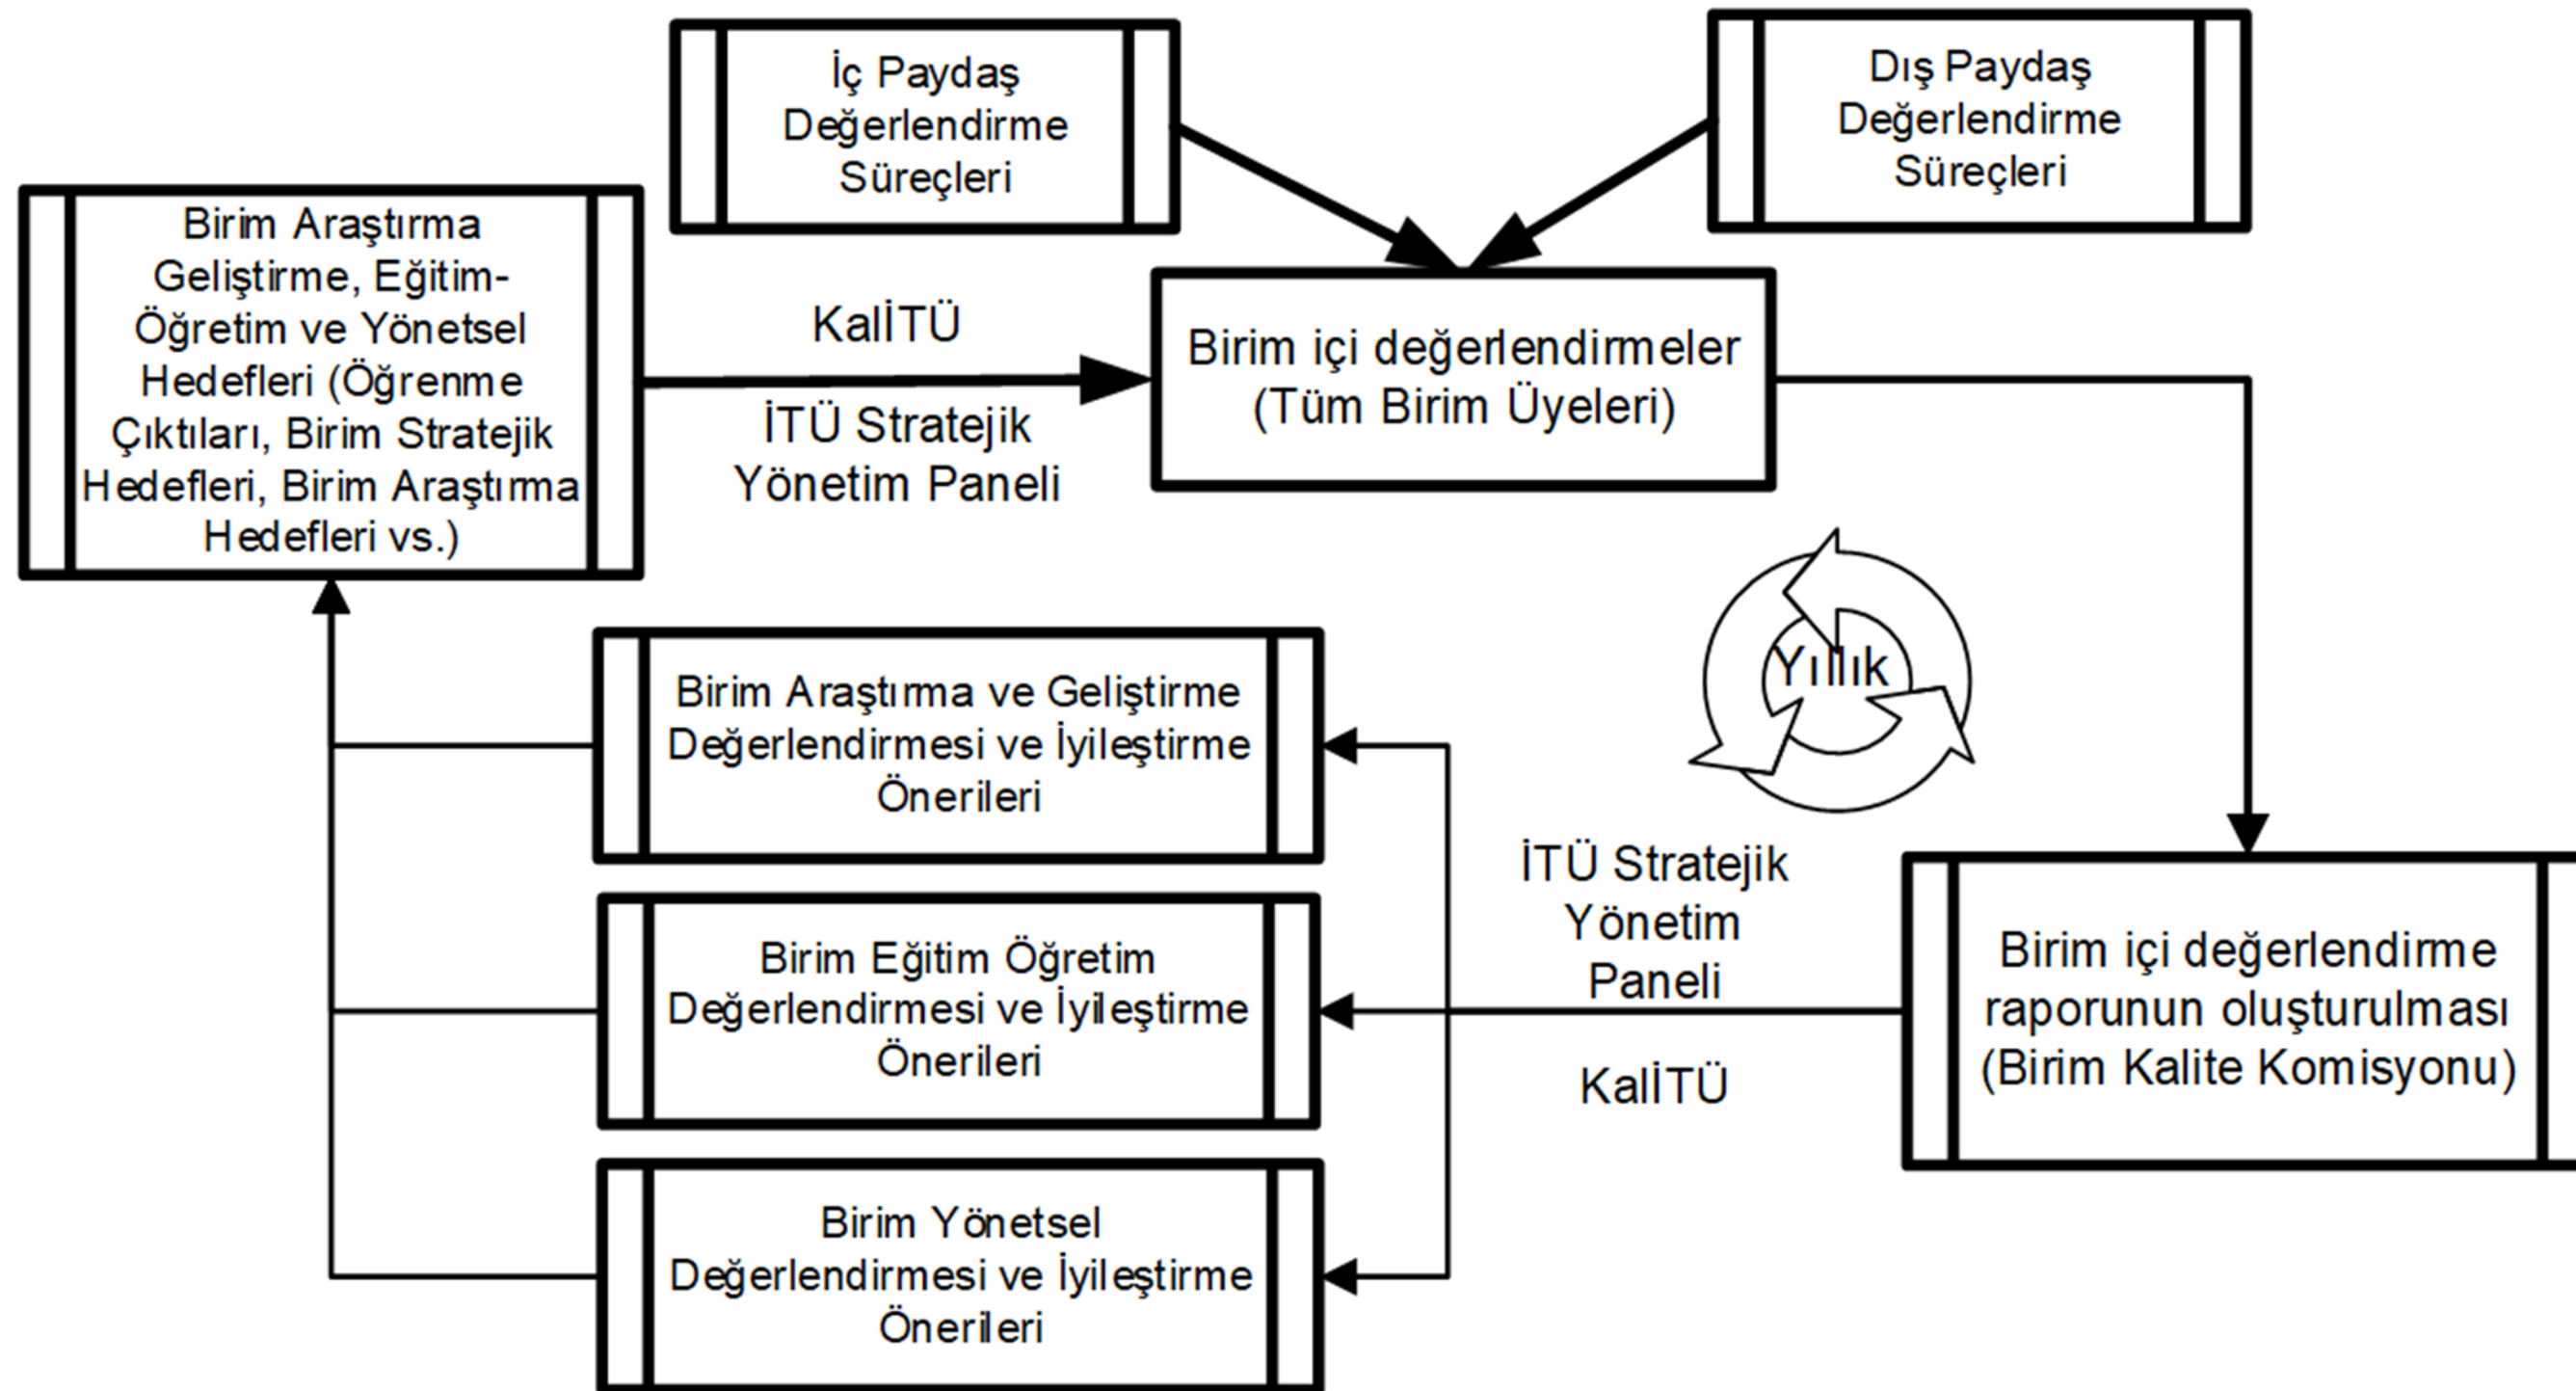 İç Paydaş
Değerlendirme
Süreçleri
Dış Paydaş
Değerlendirme
Süreçleri
Birim Araştırma
Geliştirme, Eğitim-
Öğretim ve Yönetsel
Hedefleri (Öğrenme
Çıktıları, Birim Stratejik
Hedefleri, Birim Araştırma
Hedefleri vs.)
KalİTÜ
İTÜ Stratejik
Yönetim Paneli
Birim içi değerlendirmeler
(Tüm Birim Üyeleri)
Yıllık
Birim Araştırma ve Geliştirme
Değerlendirmesi ve İyileştirme
Önerileri
İTÜ Stratejik
Yönetim
Paneli
KalİTÜ
Birim içi değerlendirme
raporunun oluşturulması
(Birim Kalite Komisyonu)
Birim Eğitim Öğretim
Değerlendirmesi ve İyileştirme
Önerileri
Birim Yönetsel
Değerlendirmesi ve İyileştirme
Önerileri